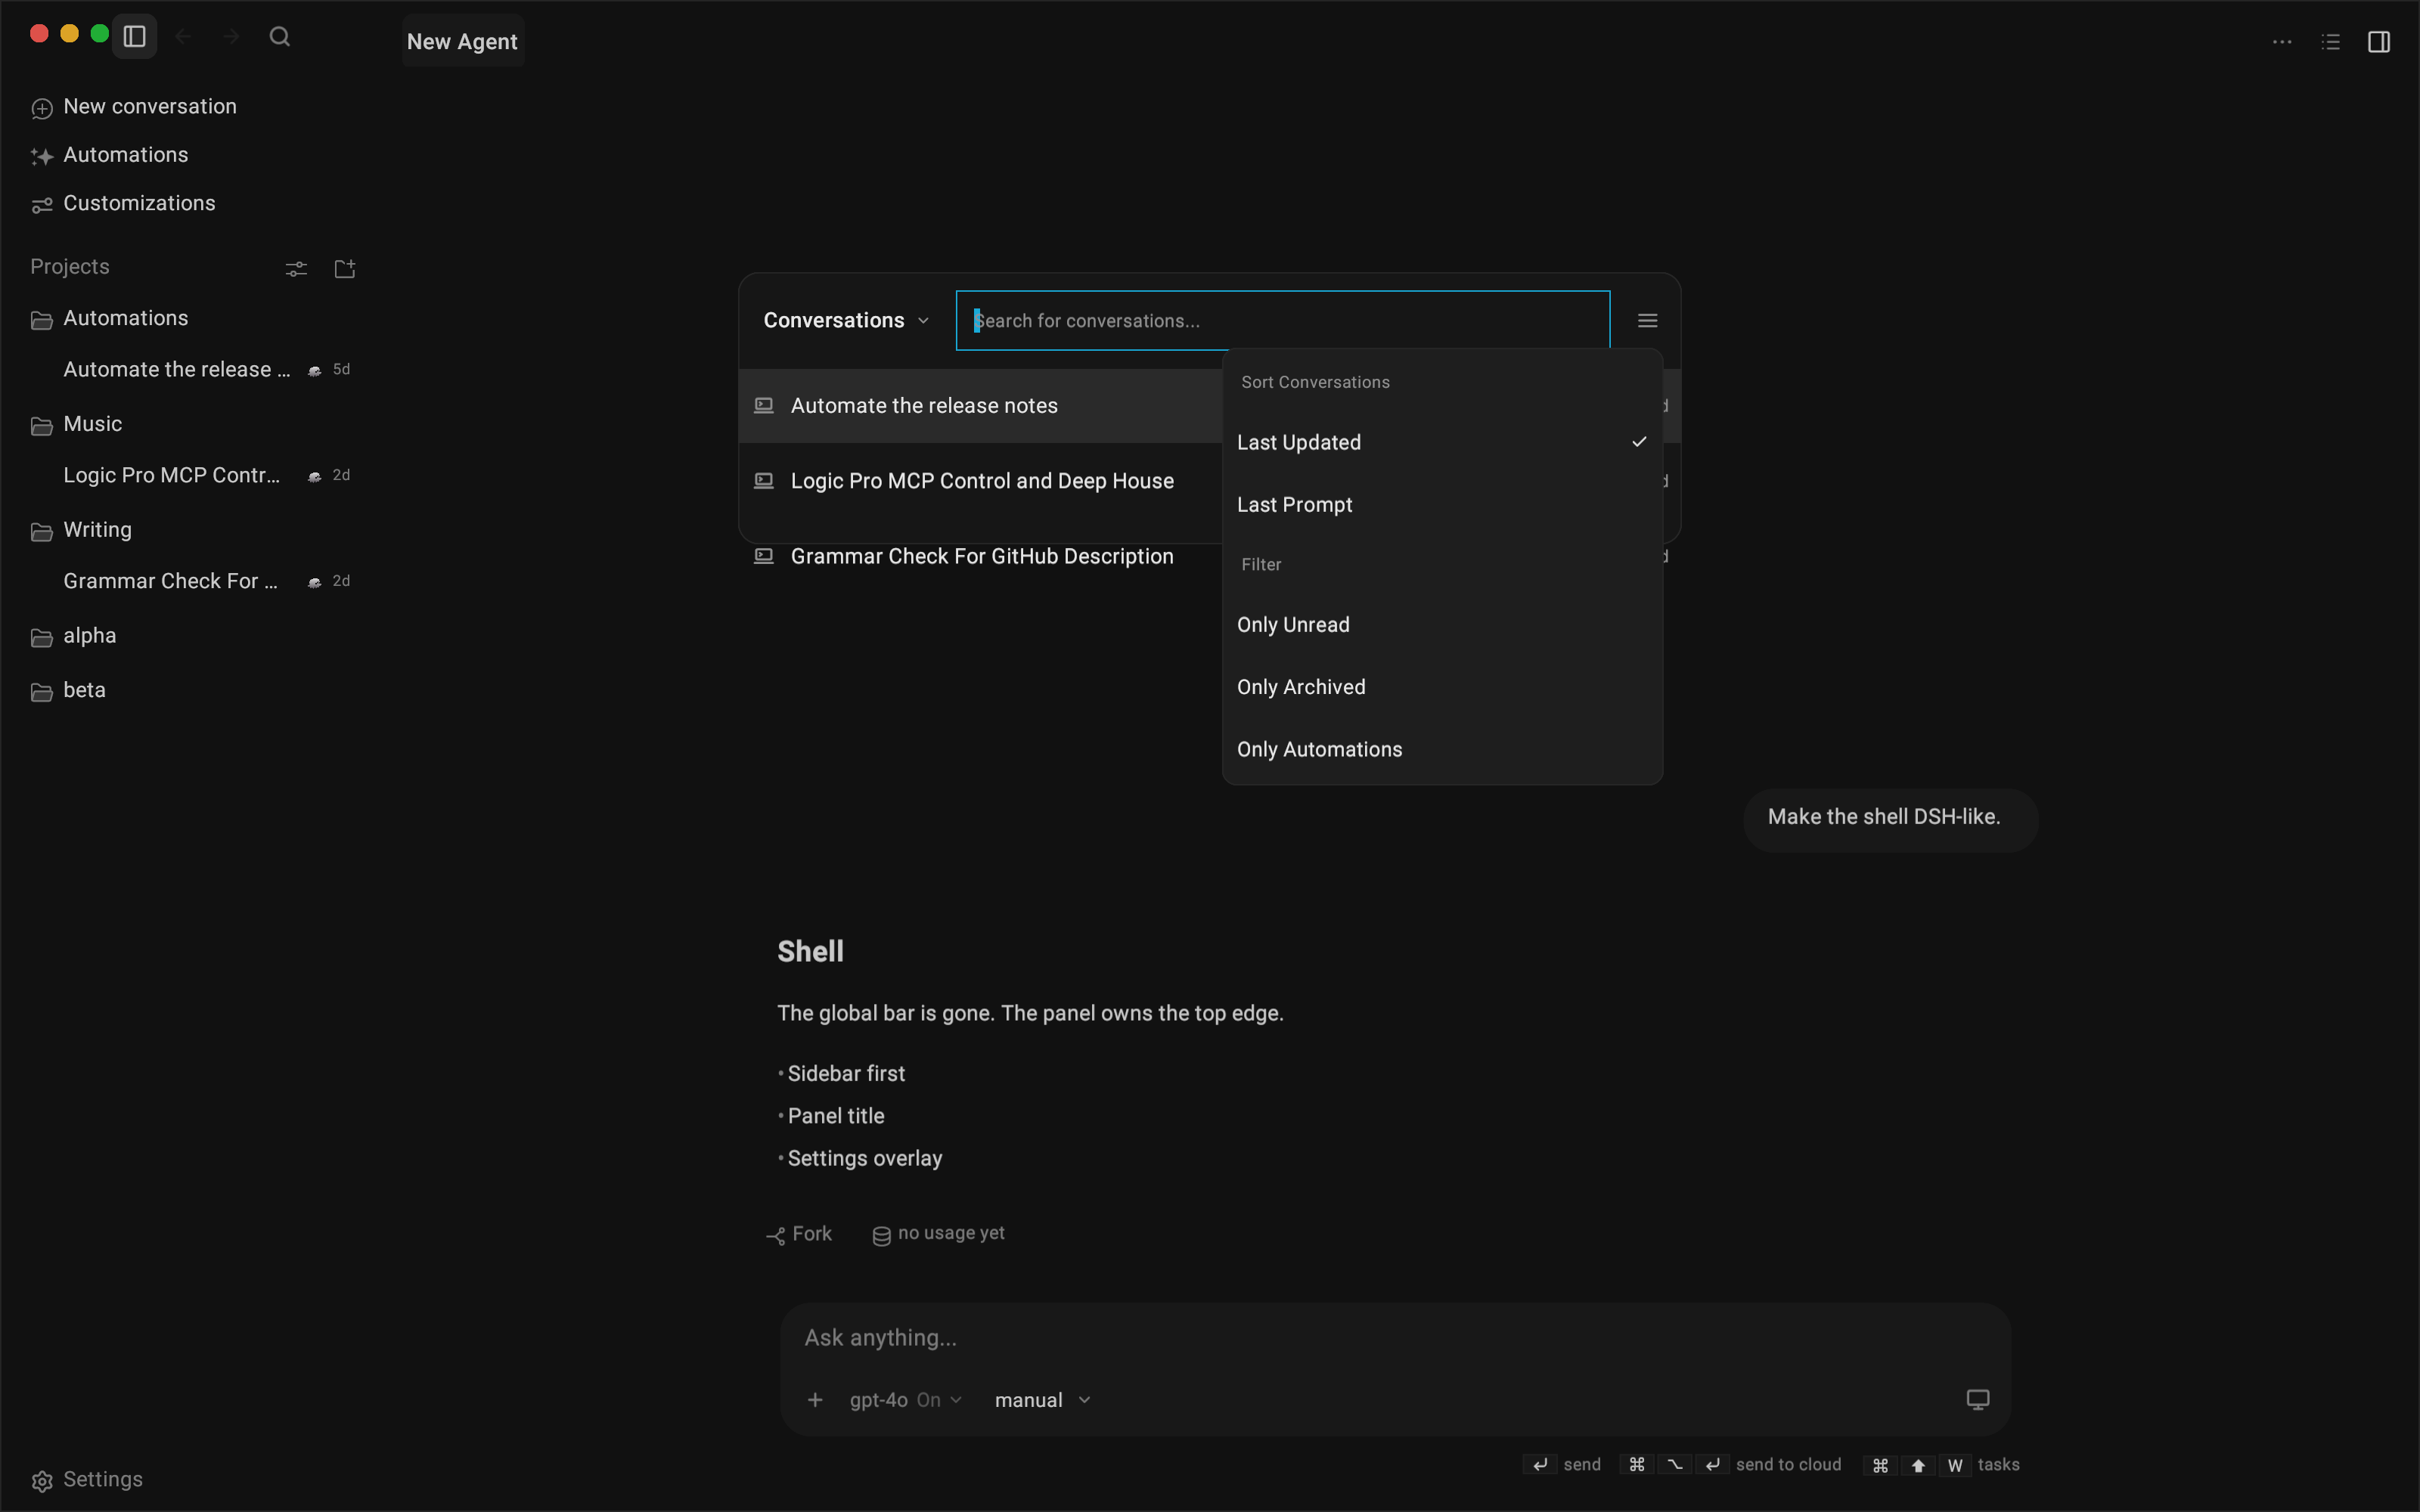 New Agent
New conversation
Automations
Customizations
Projects
Automations
Automate the release ... 5d
Music
Logic Pro MCP Contr... 2d
Writing
Grammar Check For ... 2d
alpha
beta
Settings
Conversations
Search for conversations...
Automate the release notes
Logic Pro MCP Control and Deep House
Grammar Check For GitHub Description
Sort Conversations
Last Updated
Last Prompt
Filter
Only Unread
Only Archived
Only Automations
Make the shell DSH-like.
Shell
The global bar is gone. The panel owns the top edge.
• Sidebar first
• Panel title
• Settings overlay
Fork no usage yet
Ask anything...
+ gpt-4o On manual
↵ send ⌘ ⌥ ↵ send to cloud ⌘ ⬆ W tasks